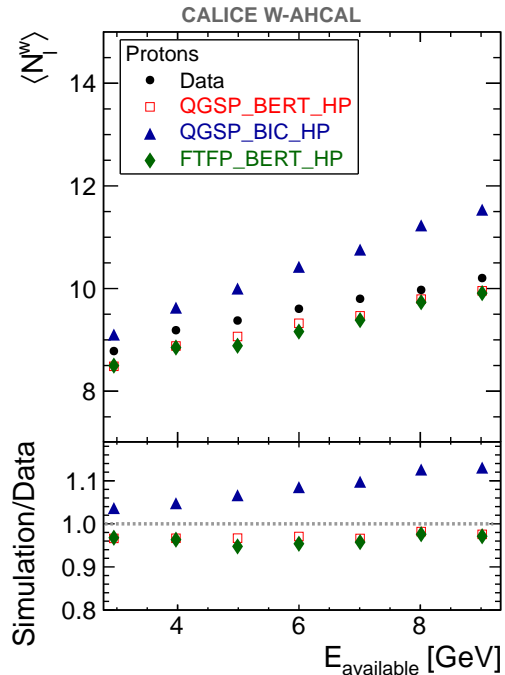 CALICE W-AHCAL
⟨N_l^w⟩
Protons
Data
QGSP_BERT_HP
QGSP_BIC_HP
FTFP_BERT_HP
14
12
10
8
Simulation/Data
1.1
1.0
0.9
0.8
4
6
8
E_available [GeV]